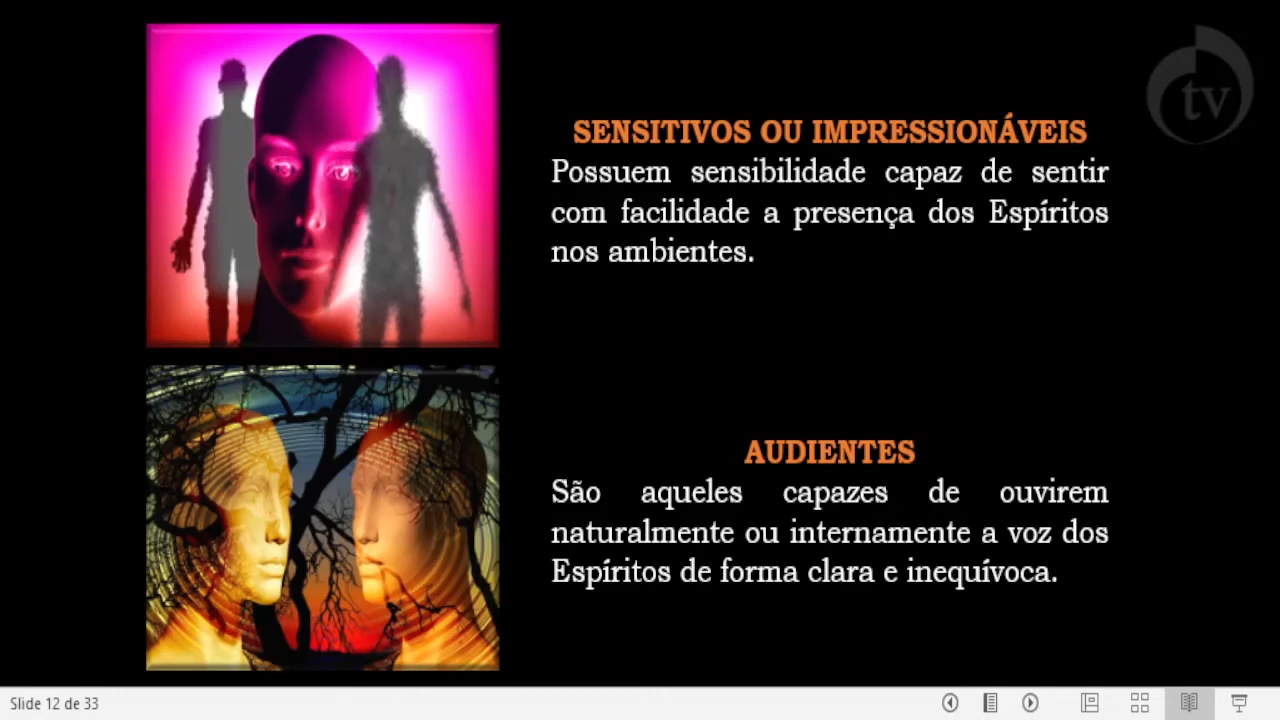 tv
SENSITIVOS OU IMPRESSIONÁVEIS
Possuem sensibilidade capaz de sentir
com facilidade a presença dos Espíritos
nos ambientes.
AUDIENTES
São aqueles capazes de ouvirem
naturalmente ou internamente a voz dos
Espíritos de forma clara e inequívoca.
Slide 12 de 33